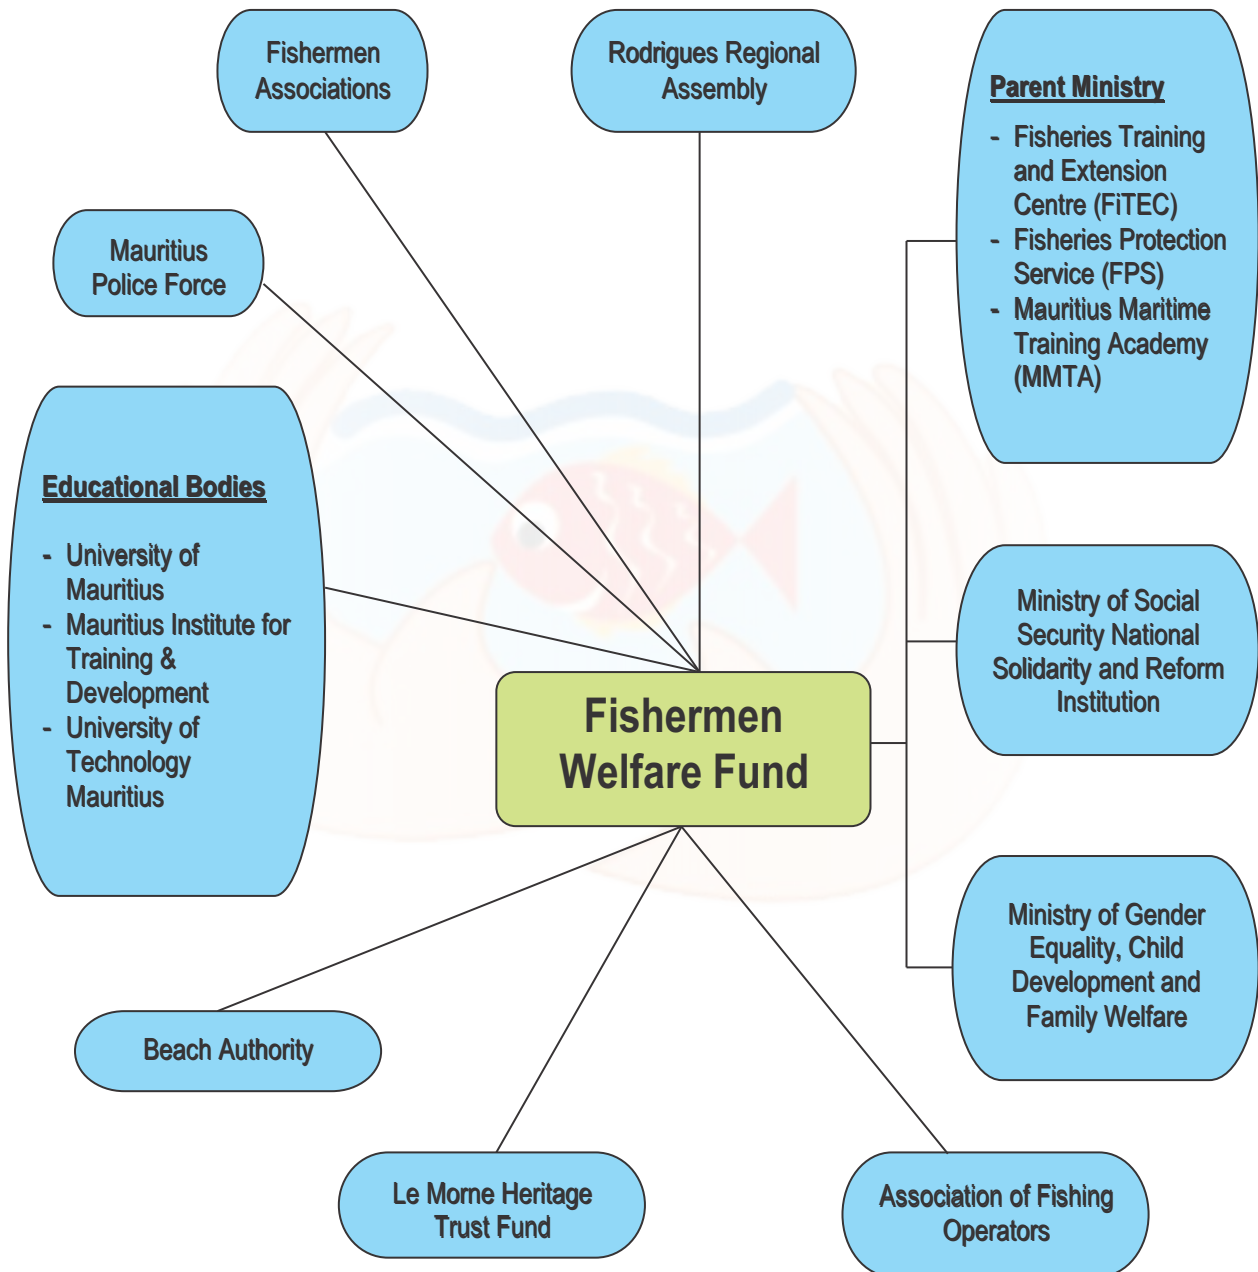 Fishermen
Associations
Rodrigues Regional
Assembly
Parent Ministry
- Fisheries Training
and Extension
Centre (FiTEC)
- Fisheries Protection
Service (FPS)
- Mauritius Maritime
Training Academy
(MMTA)
Mauritius
Police Force
Educational Bodies
- University of
Mauritius
- Mauritius Institute for
Training &
Development
- University of
Technology
Mauritius
Ministry of Social
Security National
Solidarity and Reform
Institution
Fishermen
Welfare Fund
Ministry of Gender
Equality, Child
Development and
Family Welfare
Beach Authority
Le Morne Heritage
Trust Fund
Association of Fishing
Operators